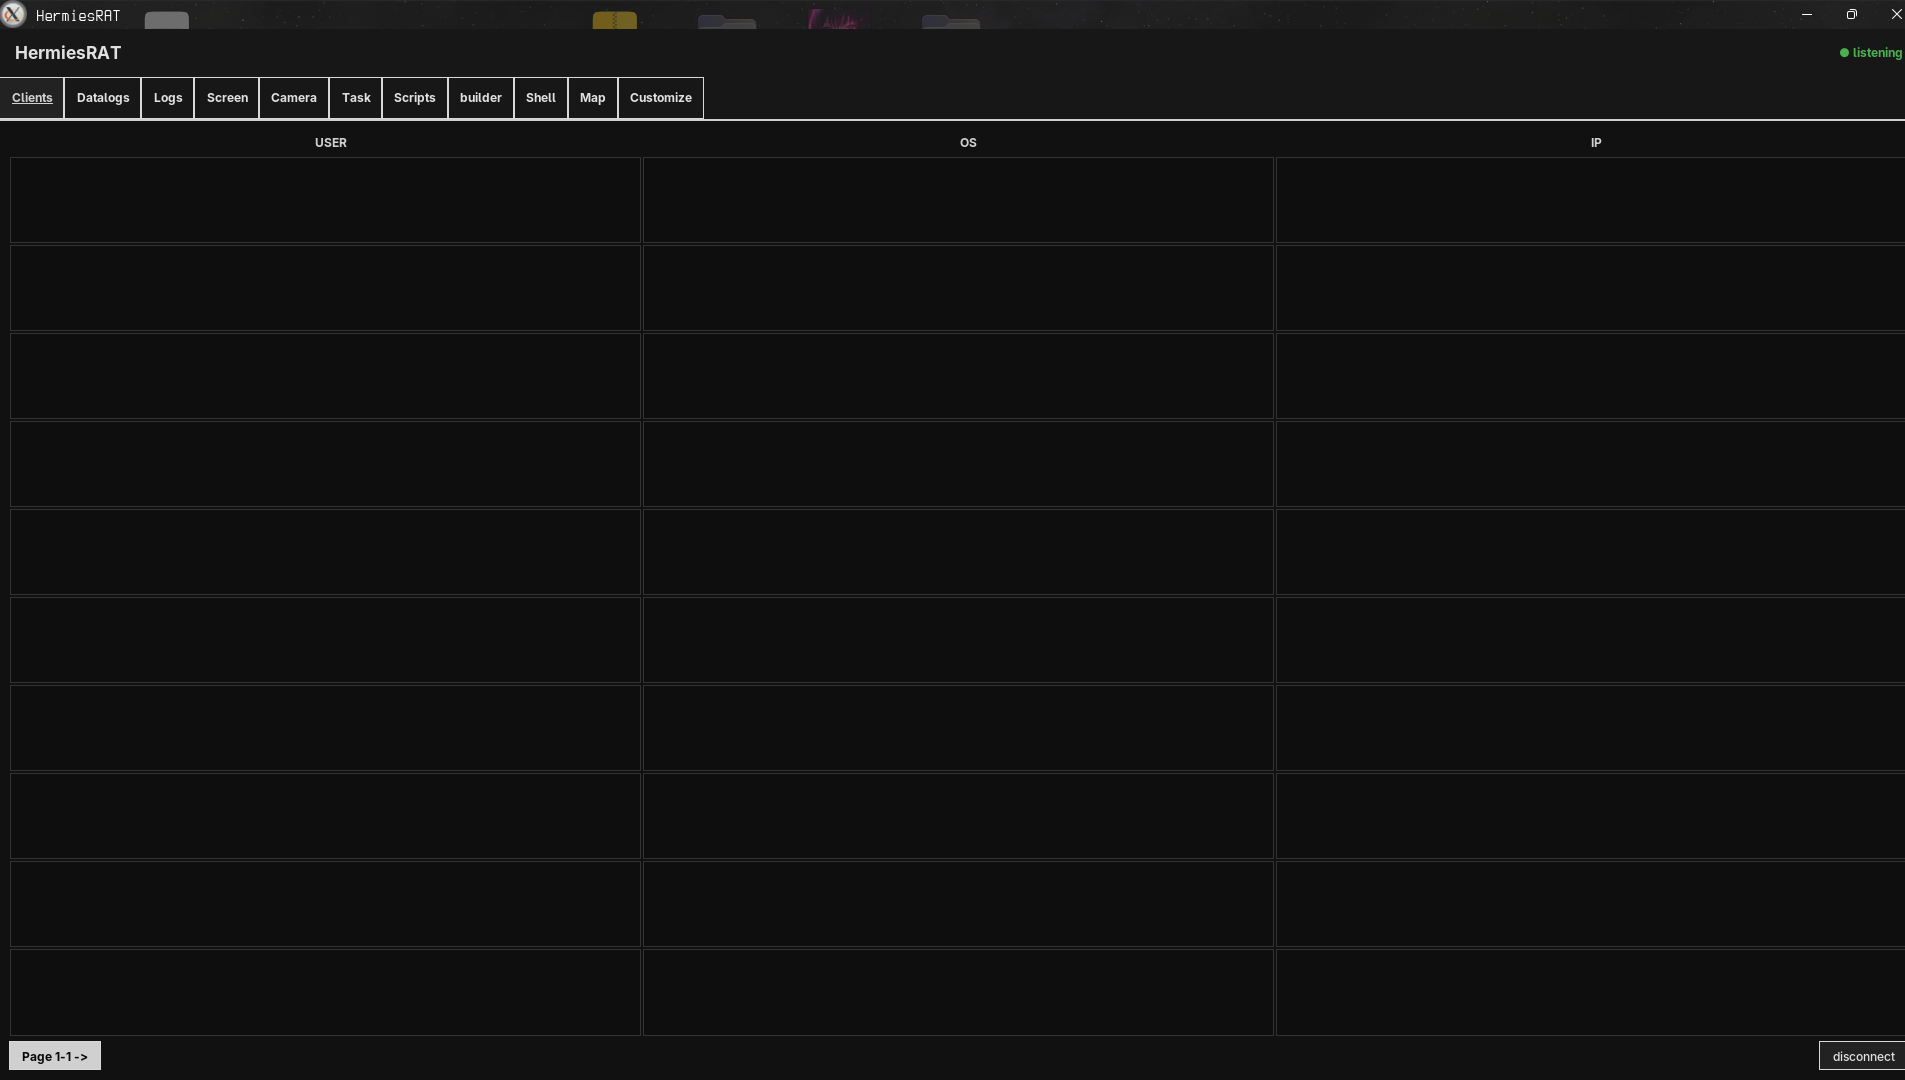 HermiesRAT
HermiesRAT
listening
Clients Datalogs Logs Screen Camera Task Scripts builder Shell Map Customize
USER OS IP
Page 1-1 ->
disconnect